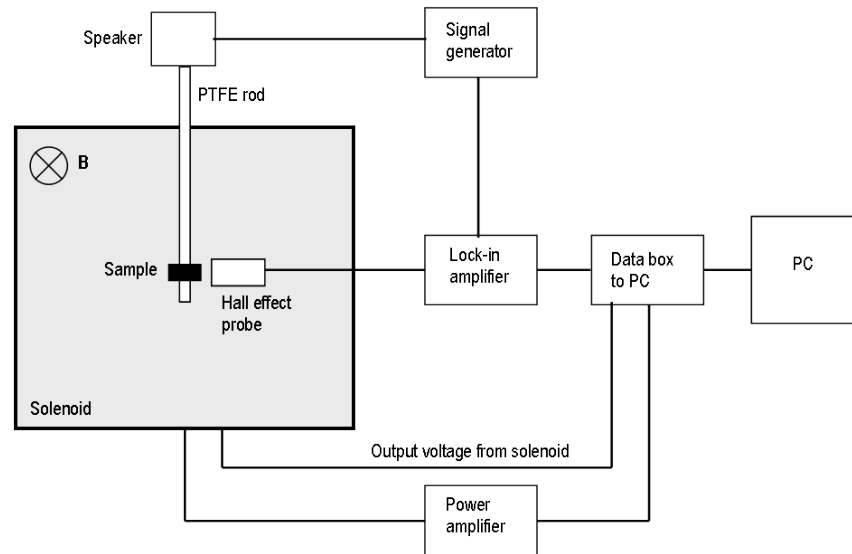 Speaker
Signal
generator
PTFE rod
B
Sample
Hall effect
probe
Lock-in
amplifier
Data box
to PC
PC
Solenoid
Output voltage from solenoid
Power
amplifier